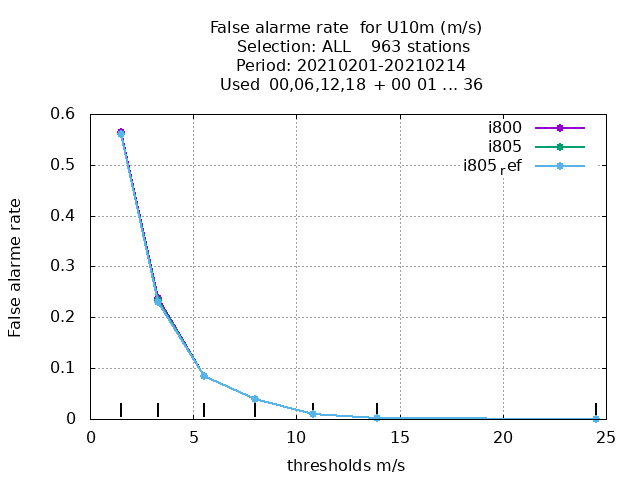 False alarme rate  for U10m (m/s)
Selection: ALL    963 stations
Period: 20210201-20210214
Used  00,06,12,18  + 00 01 ... 36
i800
i805
i805ref
0.6
0.5
0.4
0.3
0.2
0.1
0
False alarme rate
0 5 10 15 20 25
thresholds m/s